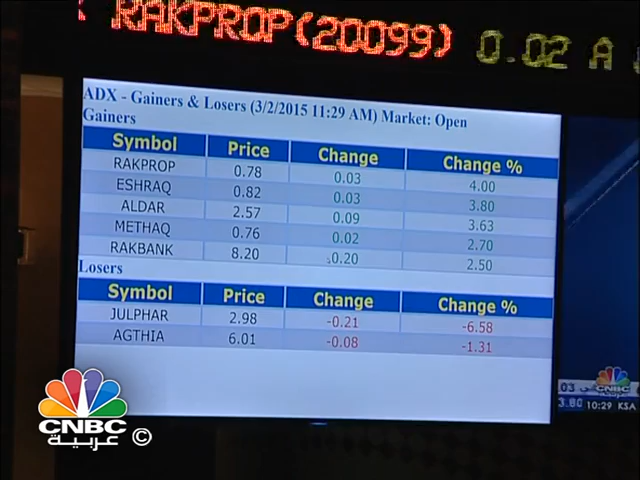 RAKPROP(20099) 0.02 A
ADX - Gainers & Losers (3/2/2015 11:29 AM) Market: Open
Gainers
Symbol Price Change Change %
RAKPROP 0.78 0.03 4.00
ESHRAQ 0.82 0.03 3.80
ALDAR 2.57 0.09 3.63
METHAQ 0.76 0.02 2.70
RAKBANK 8.20 0.20 2.50
Losers
Symbol Price Change Change %
JULPHAR 2.98 -0.21 -6.58
AGTHIA 6.01 -0.08 -1.31
CNBC
عربية ©
03 CNBC
3.80 10:29 KSA